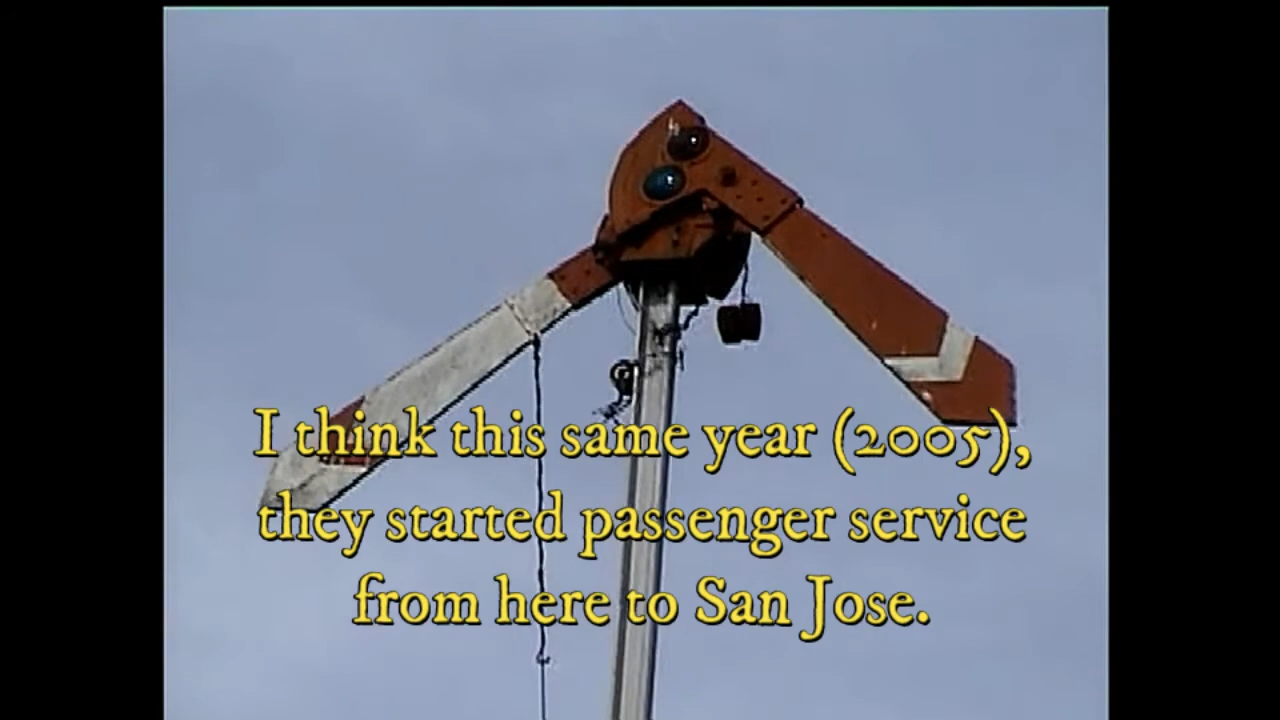 I think this same year (2005),
they started passenger service
from here to San Jose.